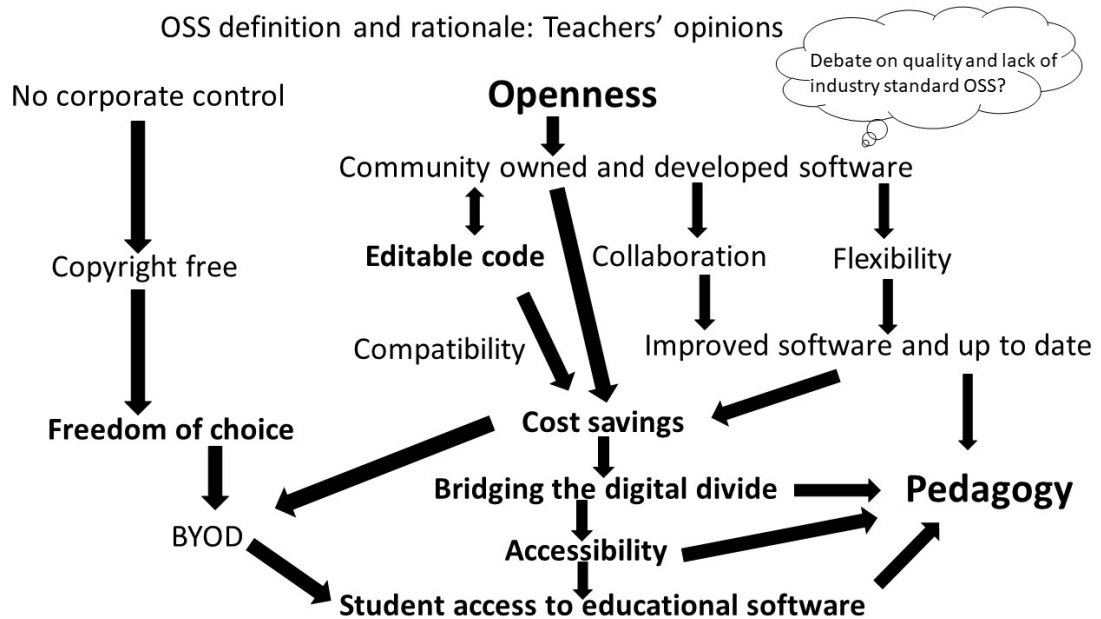 OSS definition and rationale: Teachers’ opinions
Debate on quality and lack of
industry standard OSS?
No corporate control
Openness
Community owned and developed software
Copyright free
Editable code
Collaboration
Flexibility
Compatibility
Improved software and up to date
Freedom of choice
Cost savings
Bridging the digital divide
Pedagogy
BYOD
Accessibility
Student access to educational software